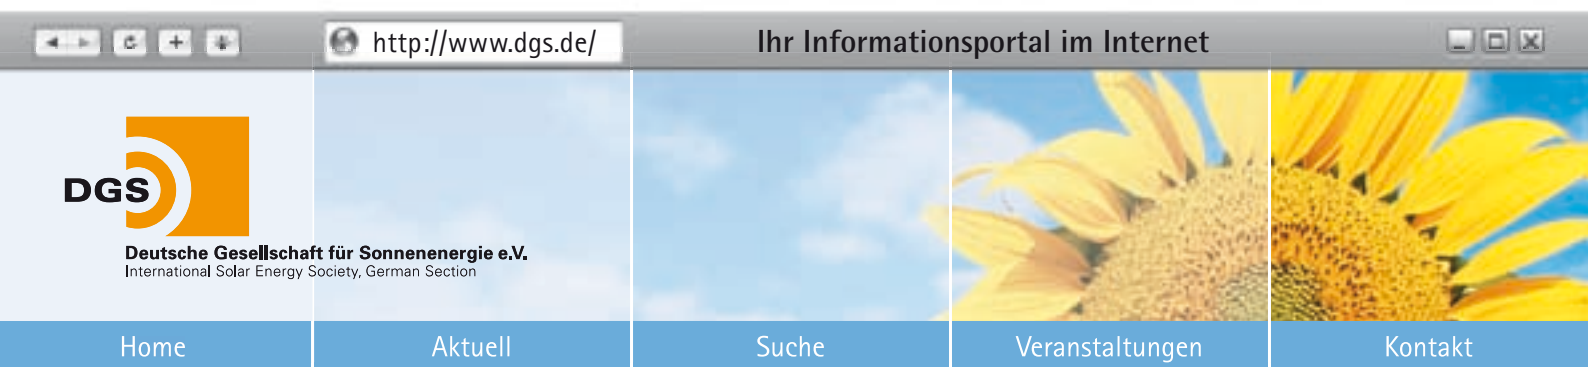 http://www.dgs.de/ Ihr Informationsportal im Internet
DGS
Deutsche Gesellschaft für Sonnenenergie e.V.
International Solar Energy Society, German Section
Home Aktuell Suche Veranstaltungen Kontakt